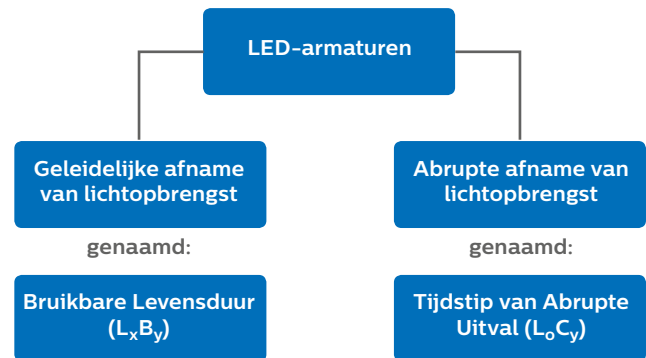 LED-armaturen
Geleidelijke afname
van lichtopbrengst
Abrupte afname van
lichtopbrengst
genaamd:
genaamd:
Bruikbare Levensduur
(LxBy)
Tijdstip van Abrupte
Uitval (LoCy)